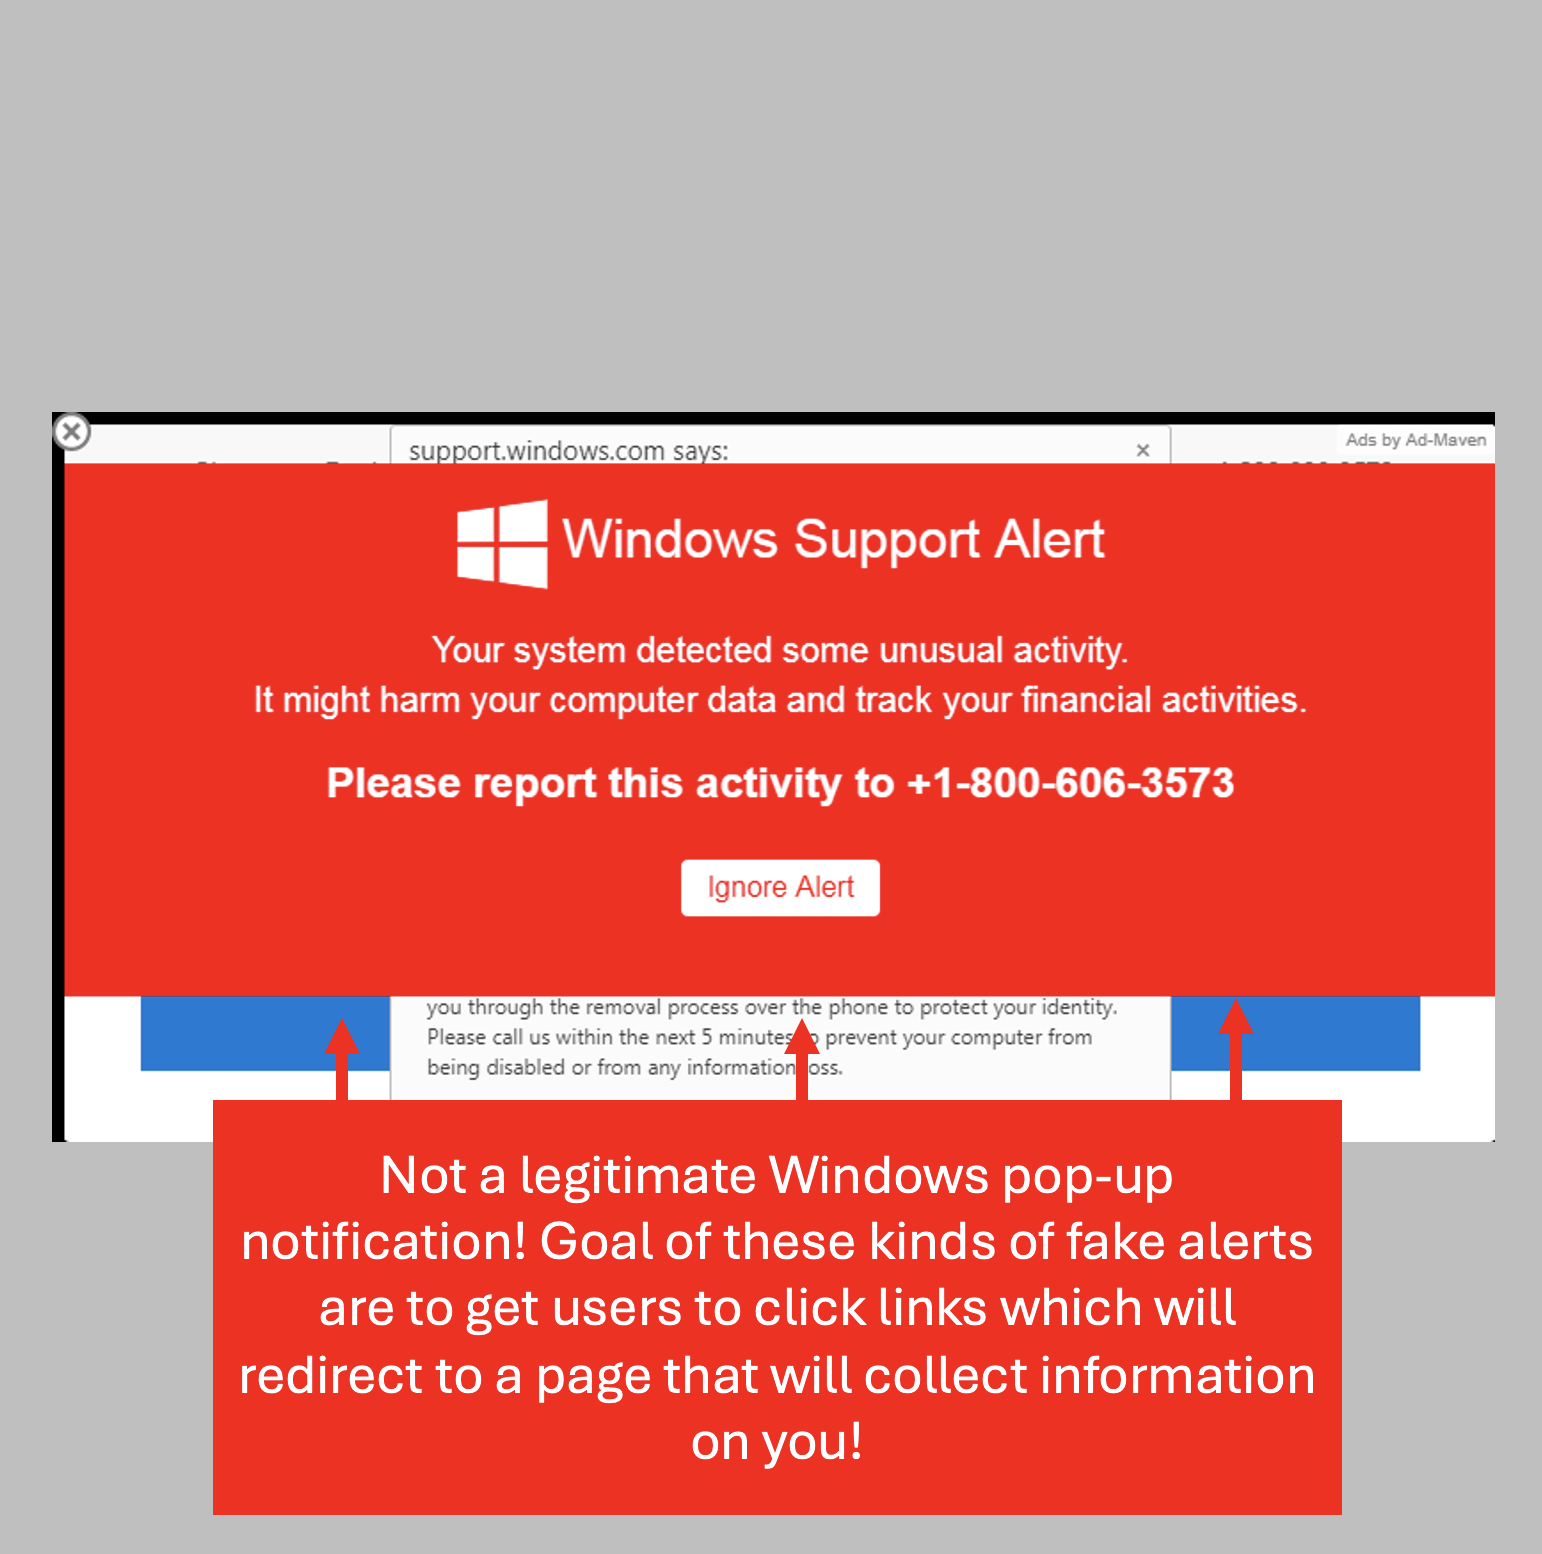 support.windows.com says:
×
Ads by Ad-Maven
Windows Support Alert
Your system detected some unusual activity.
It might harm your computer data and track your financial activities.
Please report this activity to +1-800-606-3573
Ignore Alert
you through the removal process over the phone to protect your identity.
Please call us within the next 5 minutes prevent your computer from
being disabled or from any information
Not a legitimate Windows pop-up
notification! Goal of these kinds of fake alerts
are to get users to click links which will
redirect to a page that will collect information
on you!